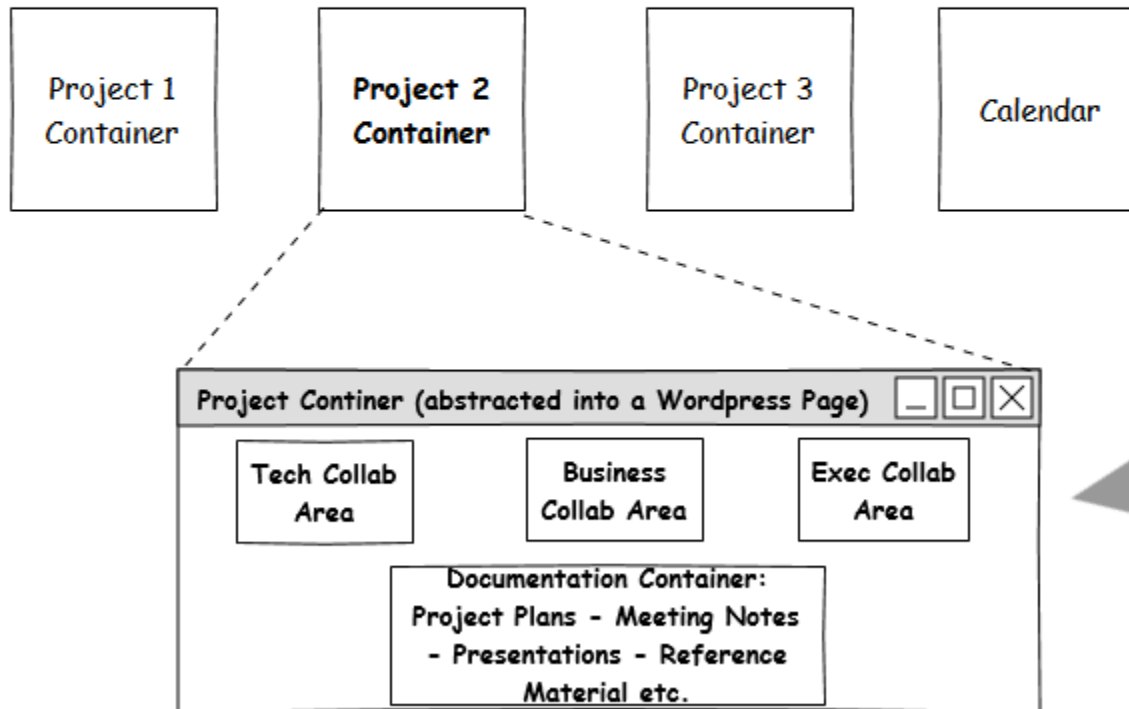 Project 1
Container
Project 2
Container
Project 3
Container
Calendar
Project Continer (abstracted into a Wordpress Page)
Tech Collab
Area
Business
Collab Area
Exec Collab
Area
Documentation Container:
Project Plans - Meeting Notes
- Presentations - Reference
Material etc.